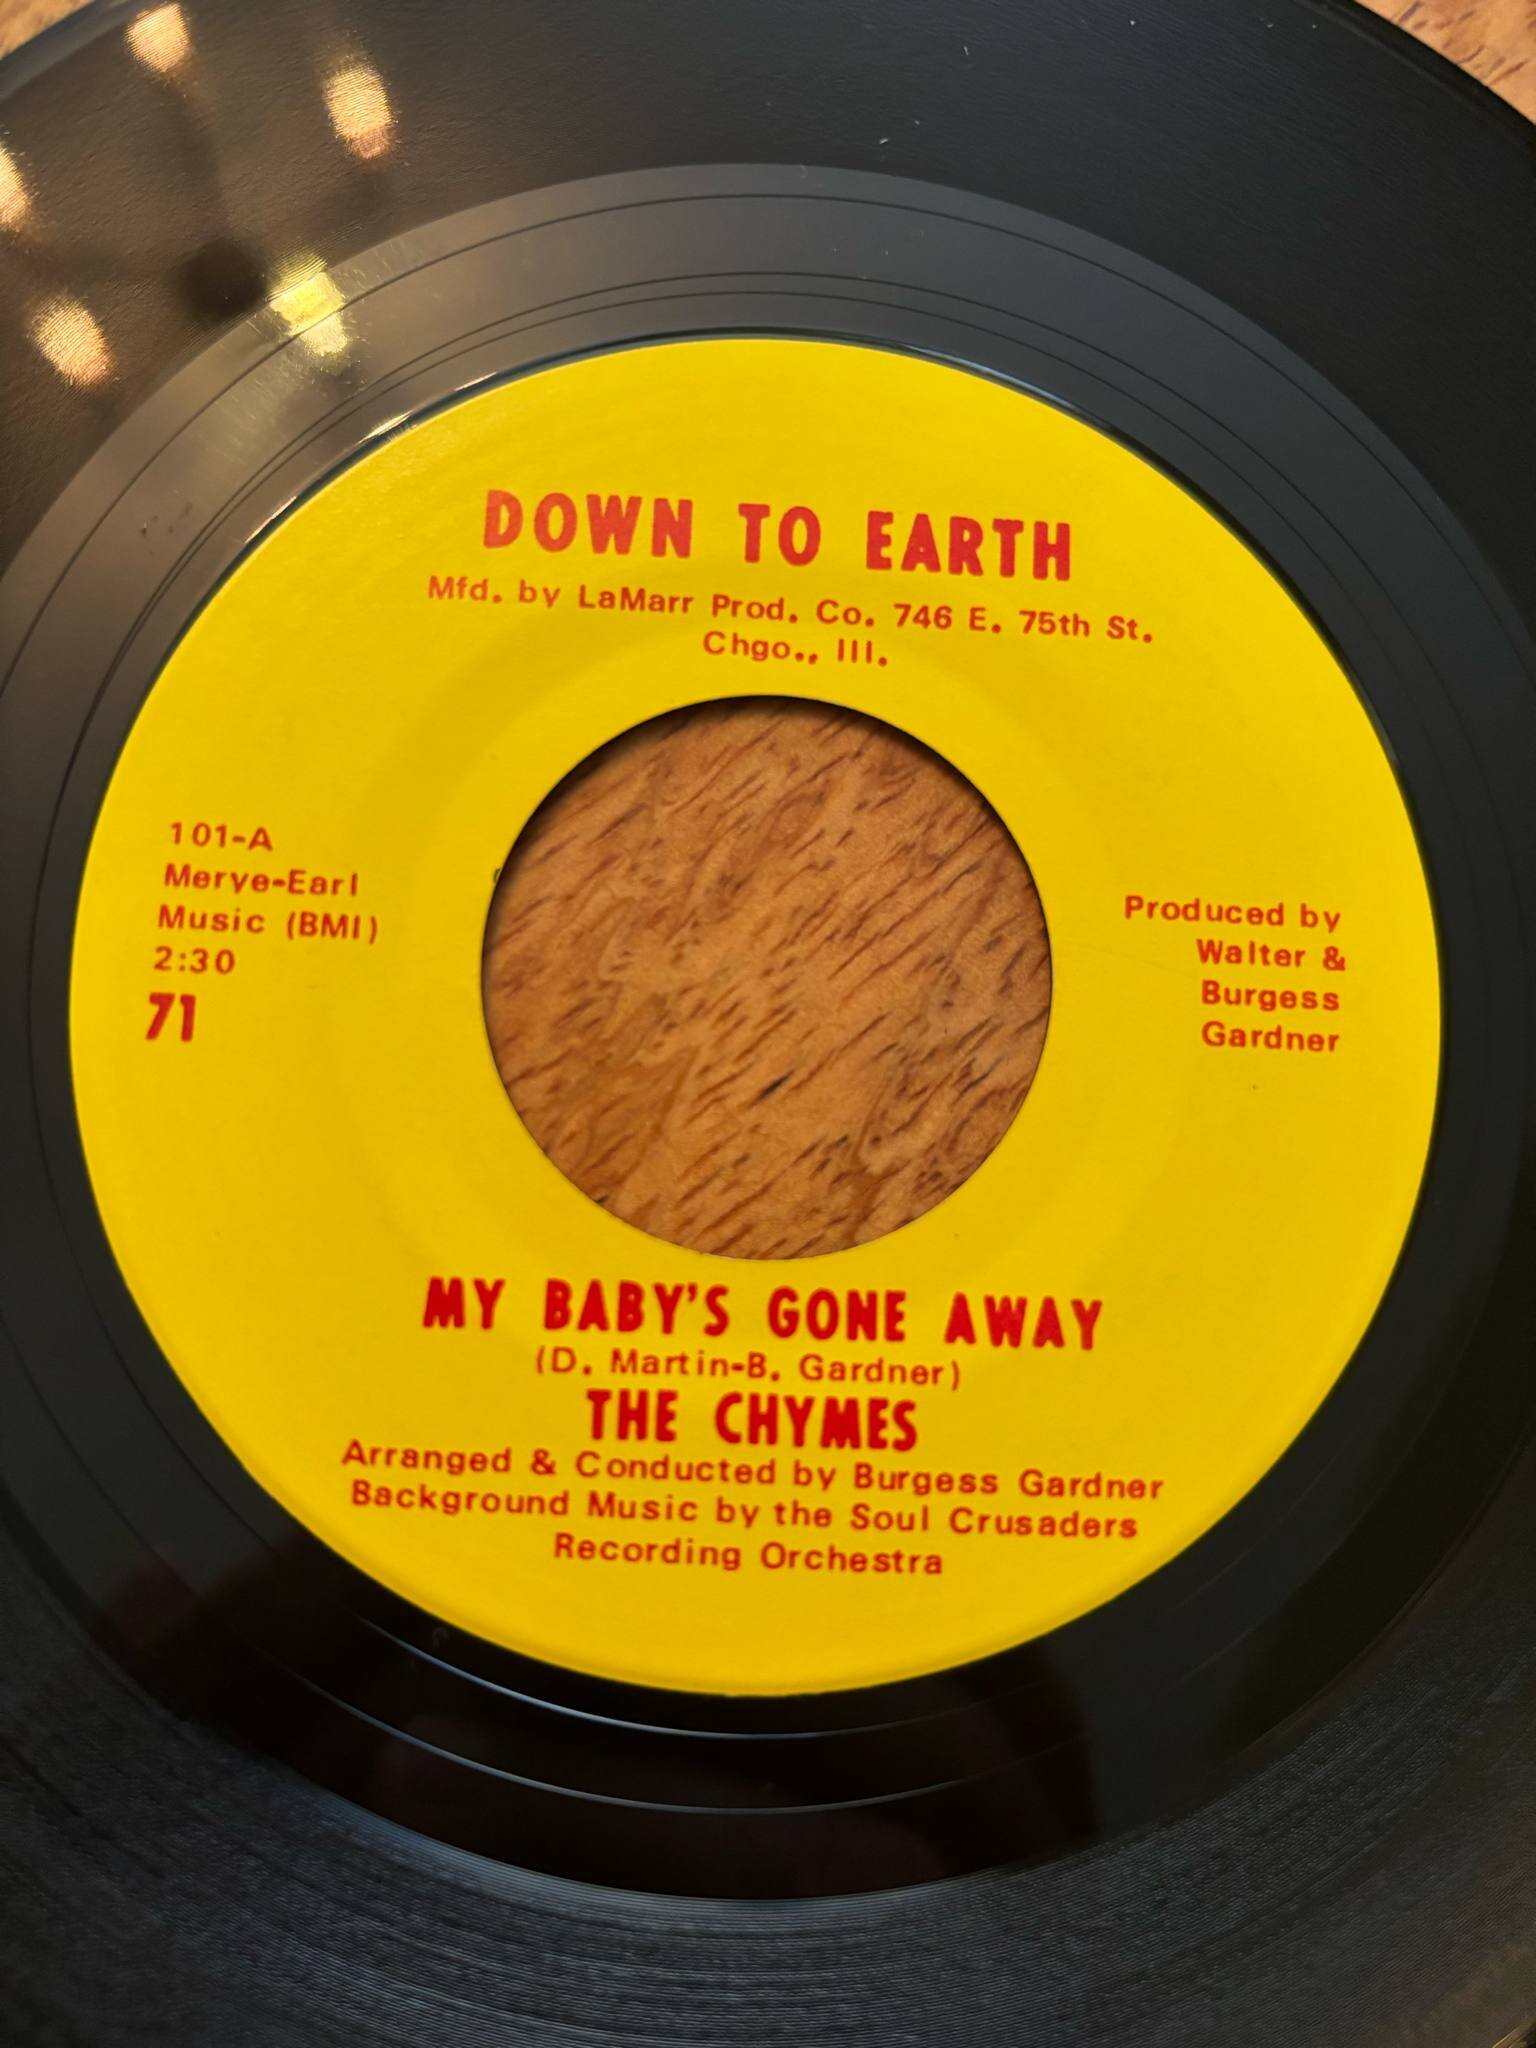 DOWN TO EARTH
Mfd. by LaMarr Prod. Co. 746 E. 75th St.
Chgo., Ill.
101-A
Merye-Earl
Music (BMI)
2:30
71
Produced by
Walter &
Burgess
Gardner
MY BABY'S GONE AWAY
(D. Martin-B. Gardner)
THE CHYMES
Arranged & Conducted by Burgess Gardner
Background Music by the Soul Crusaders
Recording Orchestra